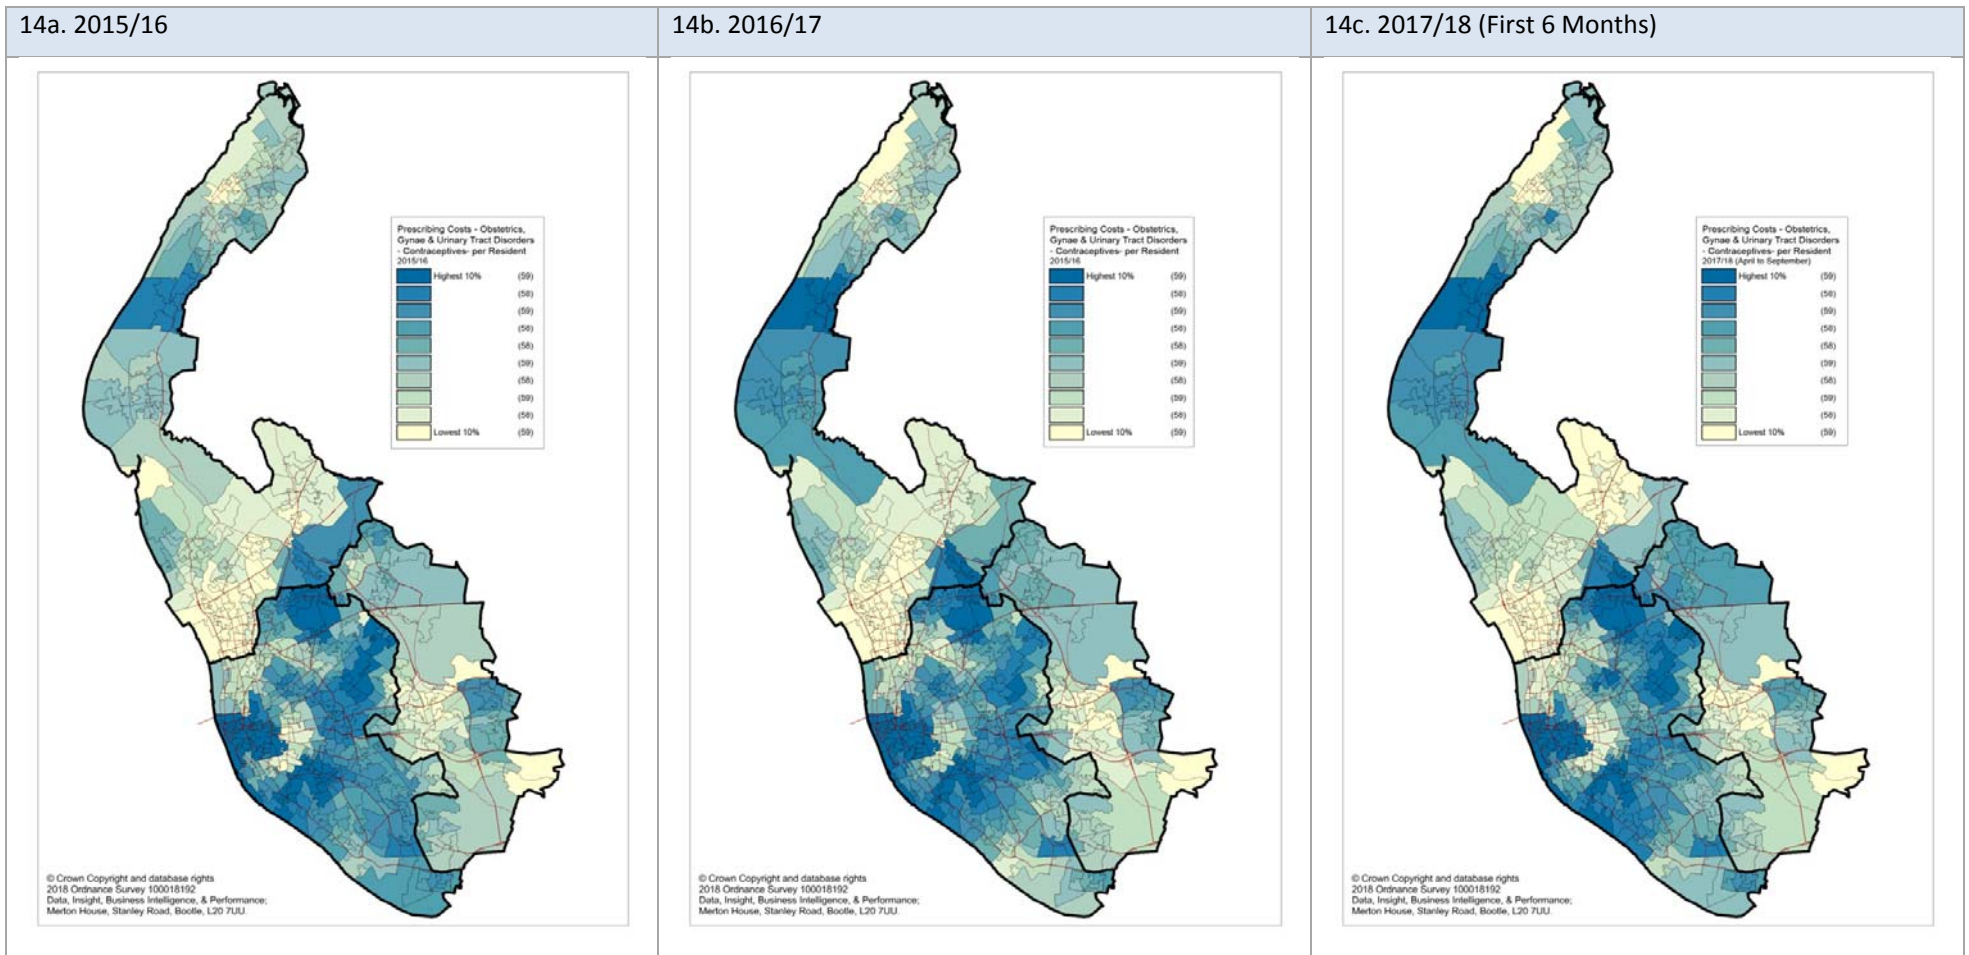 14a. 2015/16
14b. 2016/17
14c. 2017/18 (First 6 Months)
Prescribing Costs - Obstetrics,
Gynae & Urinary Tract Disorders
- Contraceptives- per Resident
2015/16
Highest 10% (59)
(58)
(59)
(58)
(58)
(59)
(58)
(59)
(58)
Lowest 10% (59)
© Crown Copyright and database rights
2018 Ordnance Survey 100018192
Data, Insight, Business Intelligence, & Performance;
Merton House, Stanley Road, Bootle, L20 7UU.
Prescribing Costs - Obstetrics,
Gynae & Urinary Tract Disorders
- Contraceptives- per Resident
2015/16
Highest 10% (59)
(58)
(59)
(58)
(58)
(59)
(58)
(59)
(58)
Lowest 10% (59)
© Crown Copyright and database rights
2018 Ordnance Survey 100018192
Data, Insight, Business Intelligence, & Performance;
Merton House, Stanley Road, Bootle, L20 7UU.
Prescribing Costs - Obstetrics,
Gynae & Urinary Tract Disorders
- Contraceptives- per Resident
2017/18 (April to September)
Highest 10% (59)
(58)
(59)
(58)
(58)
(59)
(58)
(59)
(58)
Lowest 10% (59)
© Crown Copyright and database rights
2018 Ordnance Survey 100018192
Data, Insight, Business Intelligence, & Performance;
Merton House, Stanley Road, Bootle, L20 7UU.